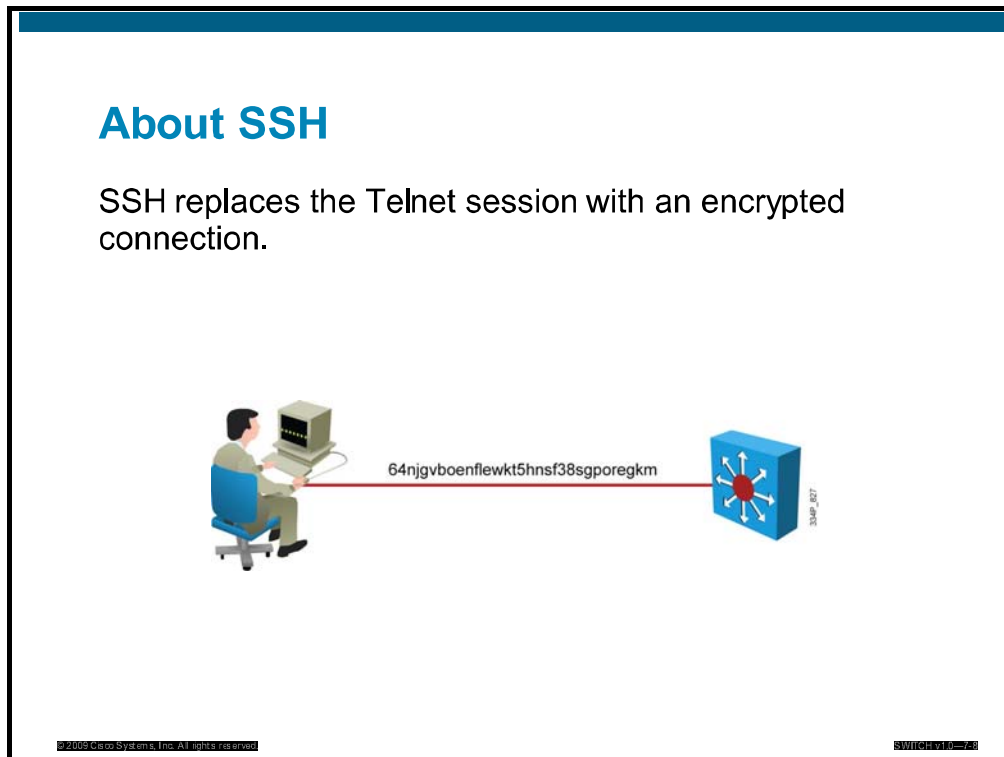 About SSH
SSH replaces the Telnet session with an encrypted
connection.
64njgvboenflewkt5hnsf38sgporegkm
334P_827
© 2009 Cisco Systems, Inc. All rights reserved.
SWITCH v1.0—7-8